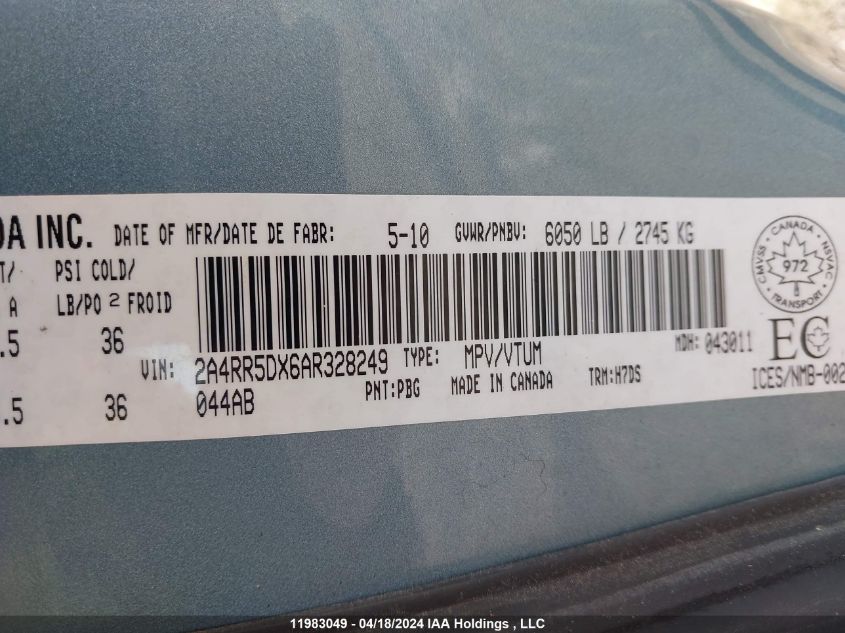 DA INC. DATE OF MFR/DATE DE FABR: 5-10 GVWR/PNBV: 6050 LB / 2745 KG
T/ PSI COLD/
A LB/PO 2 FROID
.5 36
VIN: 2A4RR5DX6AR328249 TYPE: MPV/VTUM MDH: 043011
.5 36 044AB PNT:PBG MADE IN CANADA TRM:H7DS
CANADA
CMVSS 972 NSVAC
TRANSPORT
EC
ICES/NMB-002
11983049 - 04/18/2024 IAA Holdings , LLC